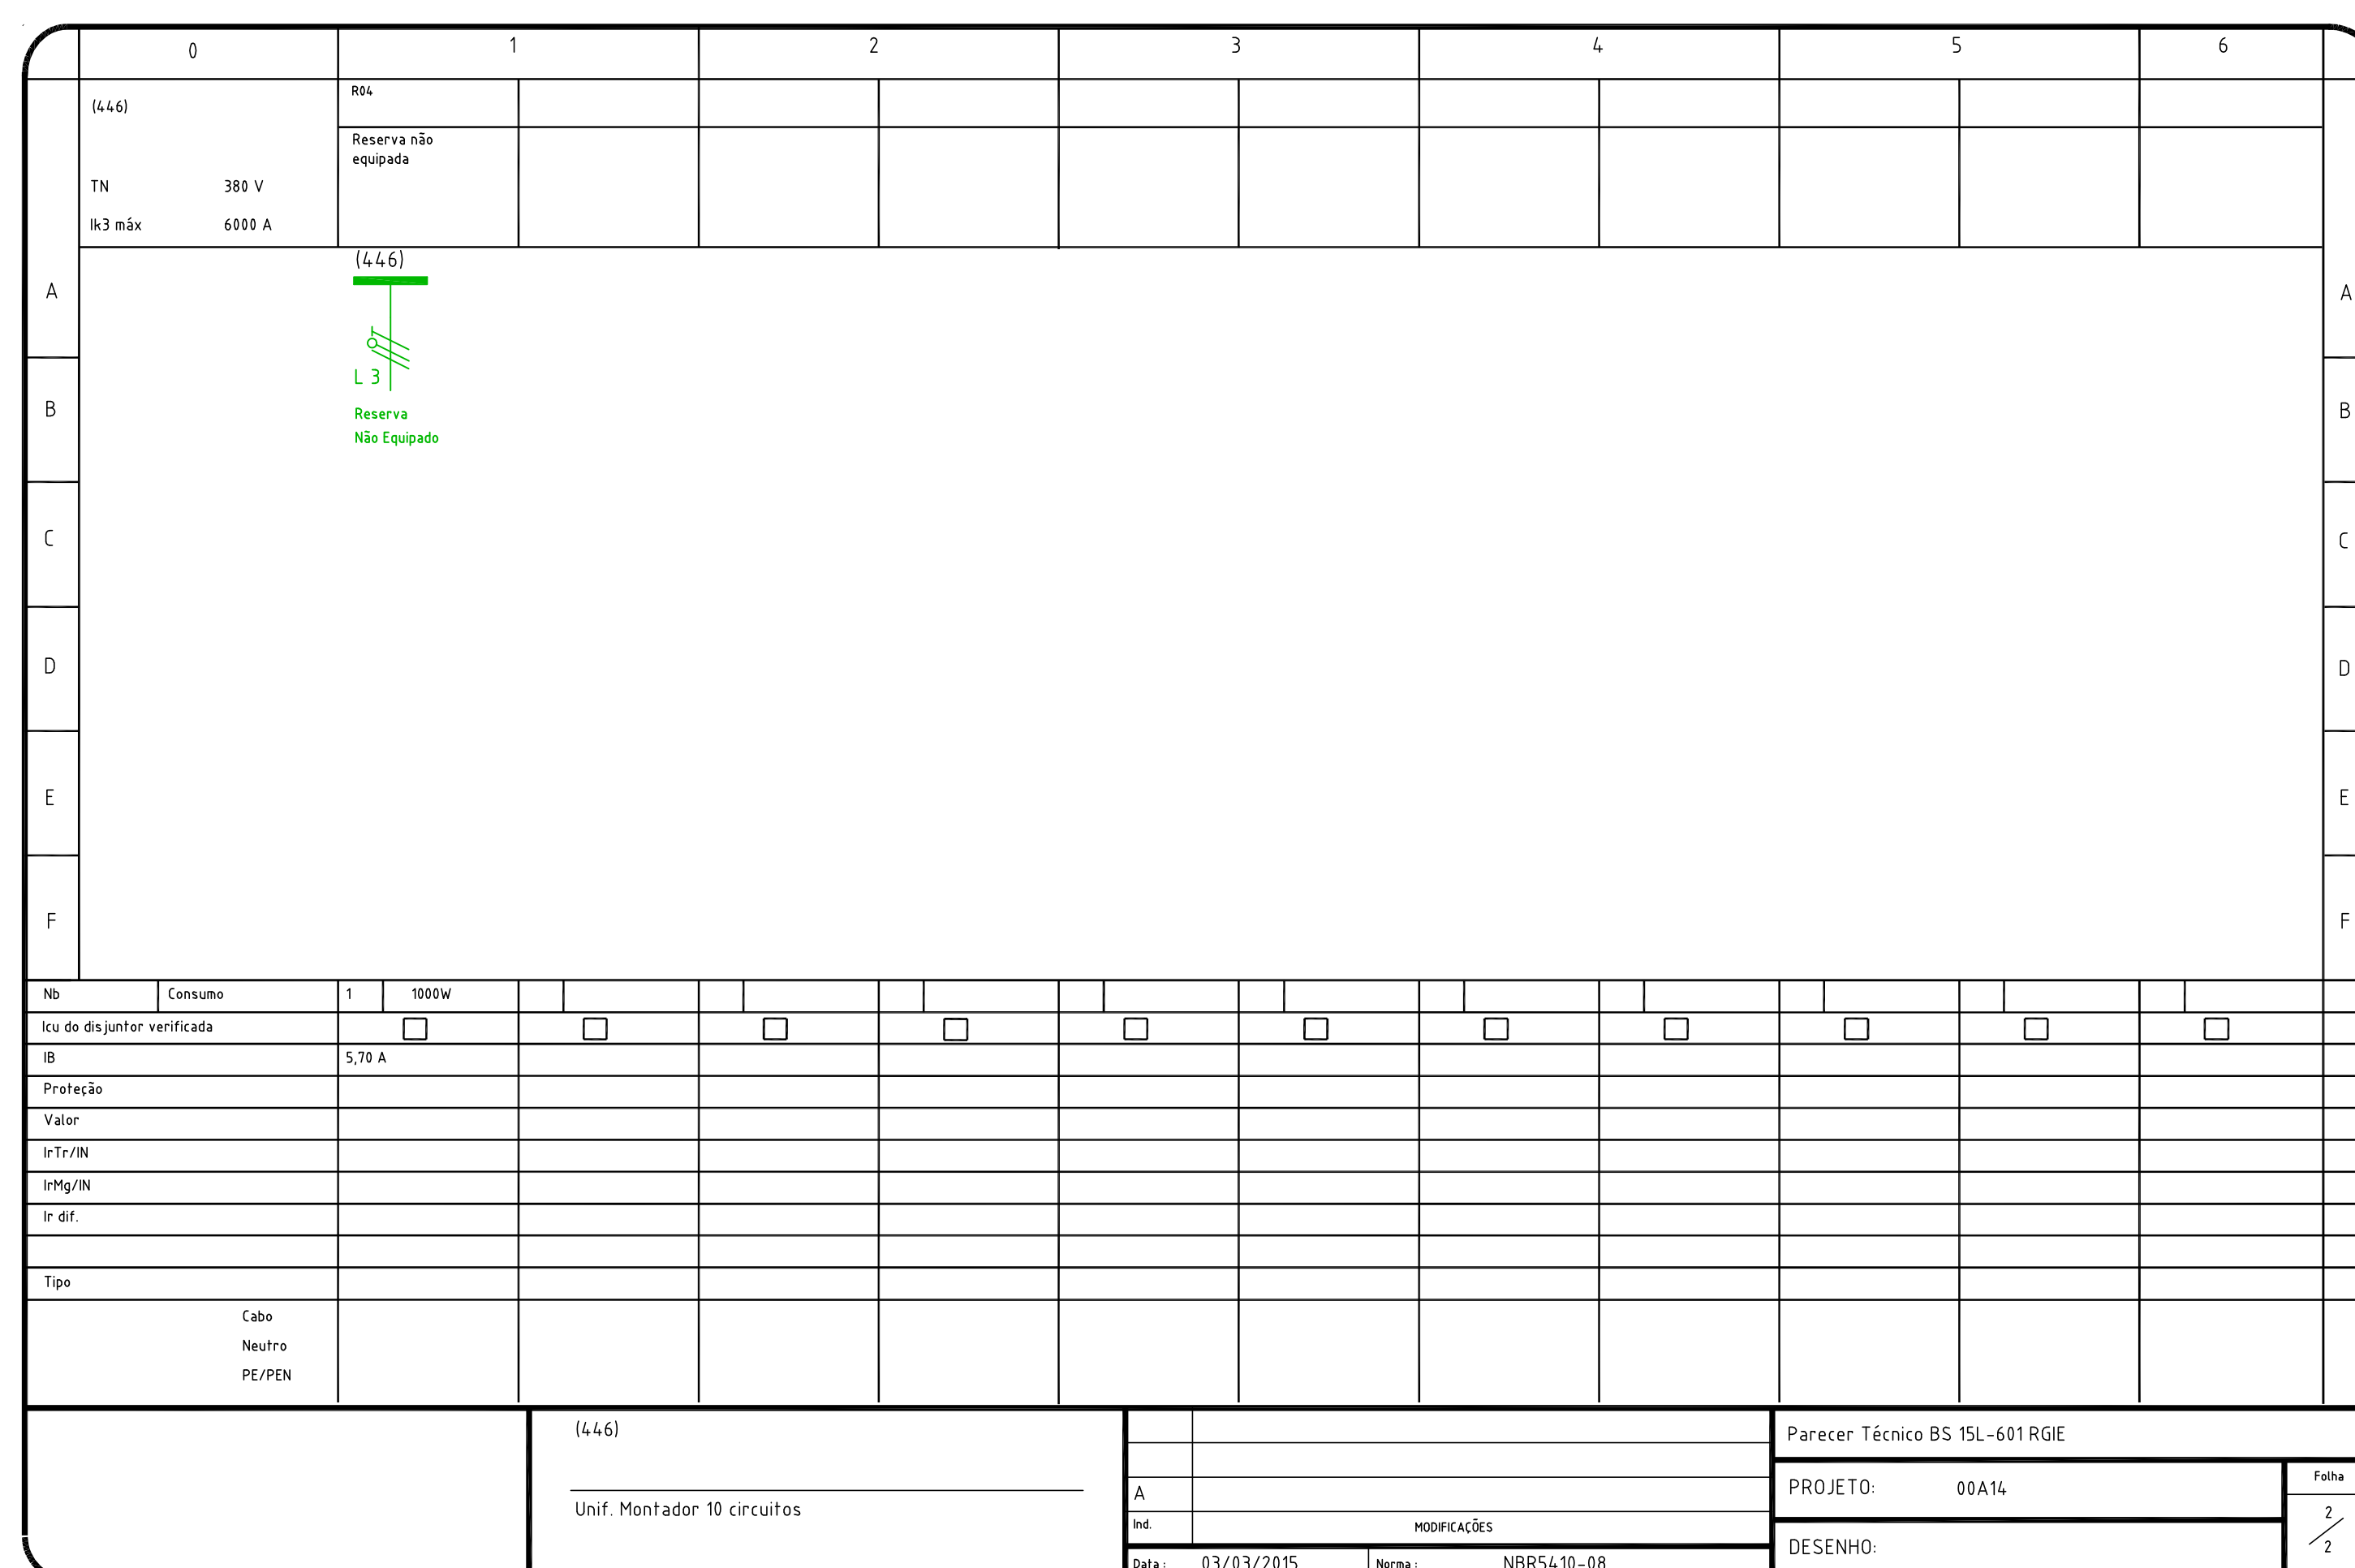 0 1 2 3 4 5 6
(446) R04
Reserva não
equipada
TN 380 V
Ik3 máx 6000 A
(446)
A A
L 3
B B
Reserva
Não Equipado
C C
D D
E E
F F
Nb Consumo 1 1000W
Icu do disjuntor verificada
IB 5,70 A
Proteção
Valor
IrTr/IN
IrMg/IN
Ir dif.
Tipo
Cabo
Neutro
PE/PEN
(446)
Unif. Montador 10 circuitos
A
Ind. MODIFICAÇÕES
Data : 03/03/2015 Norma : NBR5410-08
Parecer Técnico BS 15L-601 RGIE
PROJETO: 00A14
Folha
2/2
DESENHO: